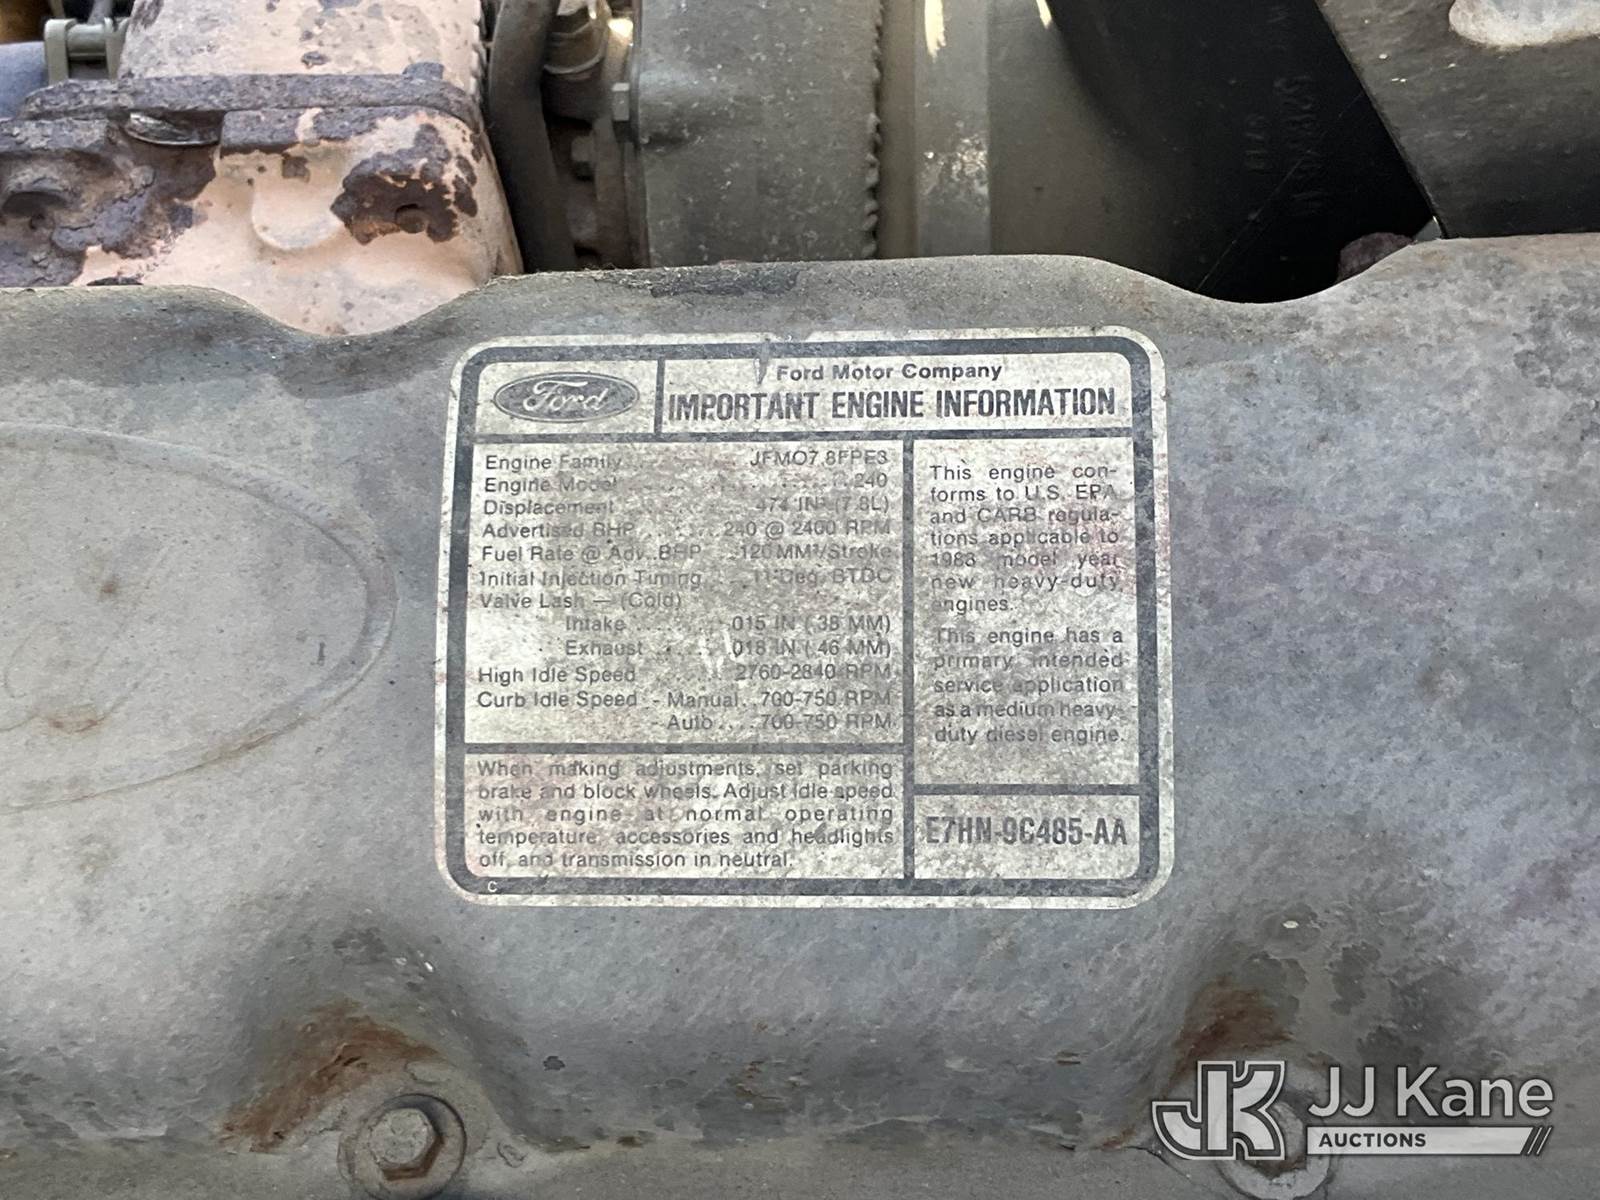 Ford
Ford Motor Company
IMPORTANT ENGINE INFORMATION
Engine Family ........ JFMO7.8FPE3
Engine Model ............... 240
Displacement ........ 474 IN³ (7.8L)
Advertised BHP ....... 240 @ 2400 RPM
Fuel Rate @ Adv. BHP ... 120 MM³/Stroke
Initial Injection Timing .... 11 Deg. BTDC
Valve Lash — (Cold)
Intake ....... .015 IN (.38 MM)
Exhaust ..... .018 IN (.46 MM)
High Idle Speed ....... 2760-2840 RPM
Curb Idle Speed - Manual.. 700-750 RPM
- Auto .... 700-750 RPM
When making adjustments, set parking
brake and block wheels. Adjust idle speed
with engine at normal operating
temperature, accessories and headlights
off, and transmission in neutral.
C
This engine con-
forms to U.S. EPA
and CARB regula-
tions applicable to
1988 model year
new heavy-duty
engines.
This engine has a
primary intended
service application
as a medium heavy-
duty diesel engine.
E7HN-9C485-AA
JK JJ Kane
AUCTIONS